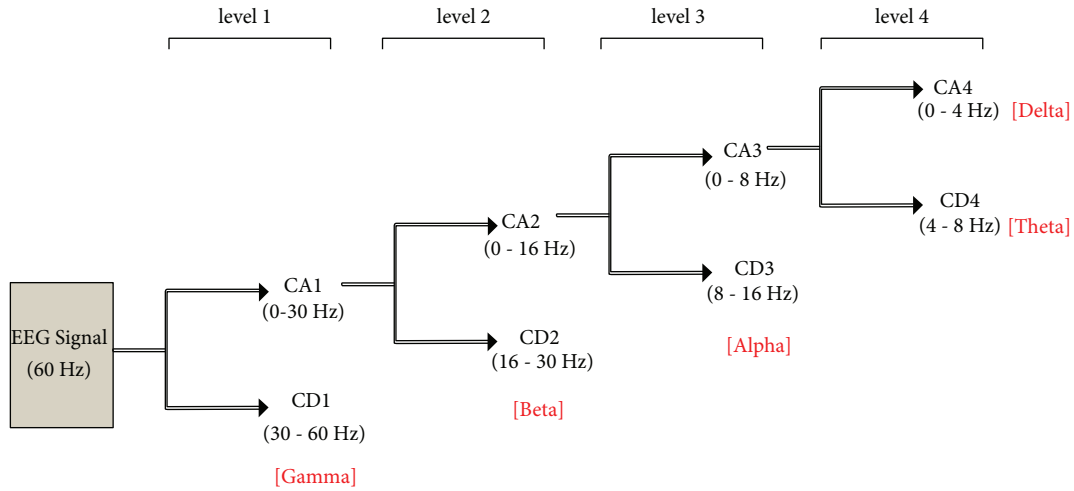 level 1
level 2
level 3
level 4
EEG Signal
(60 Hz)
CA1
(0-30 Hz)
CD1
(30 - 60 Hz)
[Gamma]
CA2
(0 - 16 Hz)
CD2
(16 - 30 Hz)
[Beta]
CA3
(0 - 8 Hz)
CD3
(8 - 16 Hz)
[Alpha]
CA4
(0 - 4 Hz) [Delta]
CD4
(4 - 8 Hz) [Theta]